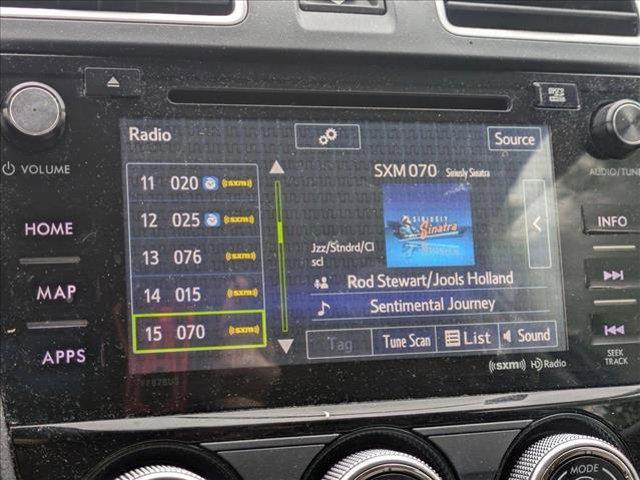 Radio
Source
VOLUME
AUDIO/TUNE
11 020 ((sxm))
12 025 ((sxm))
13 076 ((sxm))
14 015 ((sxm))
15 070 ((sxm))
SXM070 Siriusly Sinatra
SIRIUSLY
Sinatra
Jzz/Stndrd/Cl
scl
Rod Stewart/Jools Holland
Sentimental Journey
Tag
Tune Scan
List
Sound
HOME
MAP
APPS
INFO
SEEK
TRACK
((sxm)) HD Radio
MODE